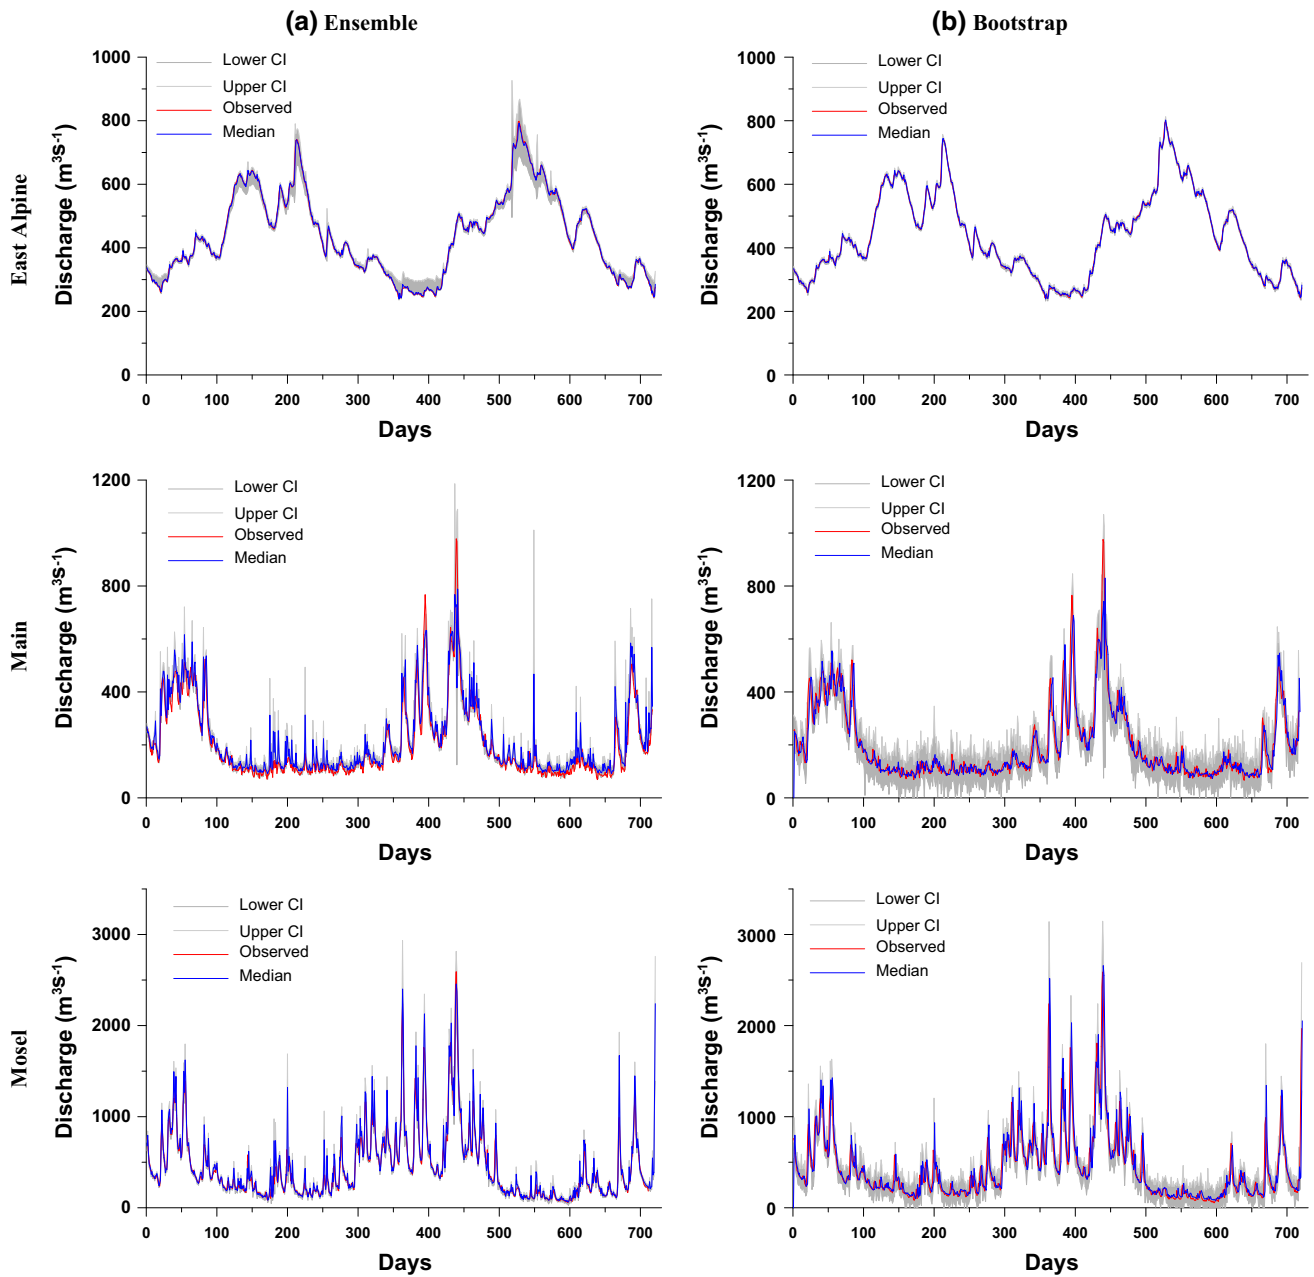 (a) Ensemble
(b) Bootstrap
East Alpine
Discharge (m³s⁻¹)
1000
800
600
400
200
0
Lower CI
Upper CI
Observed
Median
0 100 200 300 400 500 600 700
Days
Discharge (m³s⁻¹)
1000
800
600
400
200
0
Lower CI
Upper CI
Observed
Median
0 100 200 300 400 500 600 700
Days
Main
Discharge (m³s⁻¹)
1200
800
400
0
Lower CI
Upper CI
Observed
Median
0 100 200 300 400 500 600 700
Days
Discharge (m³s⁻¹)
1200
800
400
0
Lower CI
Upper CI
Observed
Median
0 100 200 300 400 500 600 700
Days
Mosel
Discharge (m³s⁻¹)
3000
2000
1000
0
Lower CI
Upper CI
Observed
Median
0 100 200 300 400 500 600 700
Days
Discharge (m³s⁻¹)
3000
2000
1000
0
Lower CI
Upper CI
Observed
Median
0 100 200 300 400 500 600 700
Days